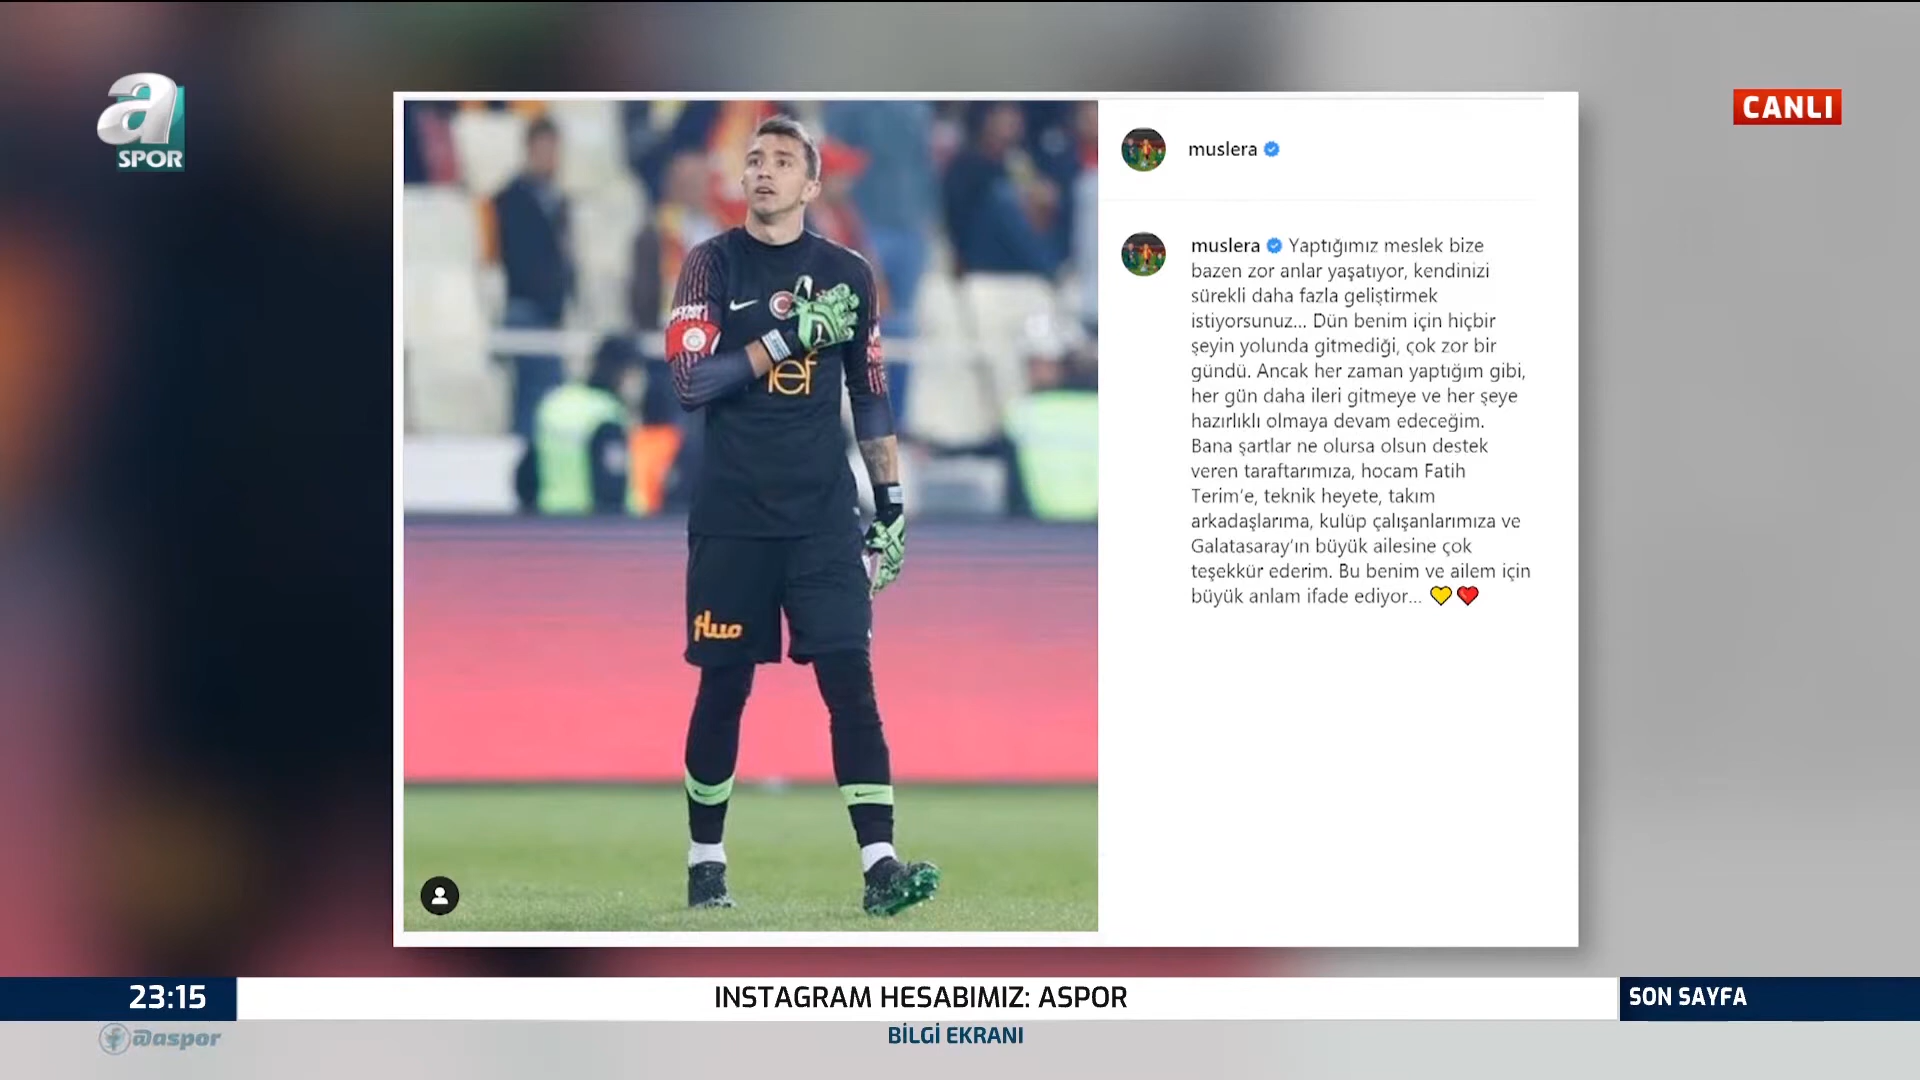 a
SPOR
CANLI
muslera
muslera Yaptığımız meslek bize
bazen zor anlar yaşatıyor, kendinizi
sürekli daha fazla geliştirmek
istiyorsunuz... Dün benim için hiçbir
şeyin yolunda gitmediği, çok zor bir
gündü. Ancak her zaman yaptığım gibi,
her gün daha ileri gitmeye ve her şeye
hazırlıklı olmaya devam edeceğim.
Bana şartlar ne olursa olsun destek
veren taraftarımıza, hocam Fatih
Terim'e, teknik heyete, takım
arkadaşlarıma, kulüp çalışanlarımıza ve
Galatasaray'ın büyük ailesine çok
teşekkür ederim. Bu benim ve ailem için
büyük anlam ifade ediyor... 💛❤️
nef
Huo
23:15
INSTAGRAM HESABIMIZ: ASPOR
SON SAYFA
@aspor
BİLGİ EKRANI